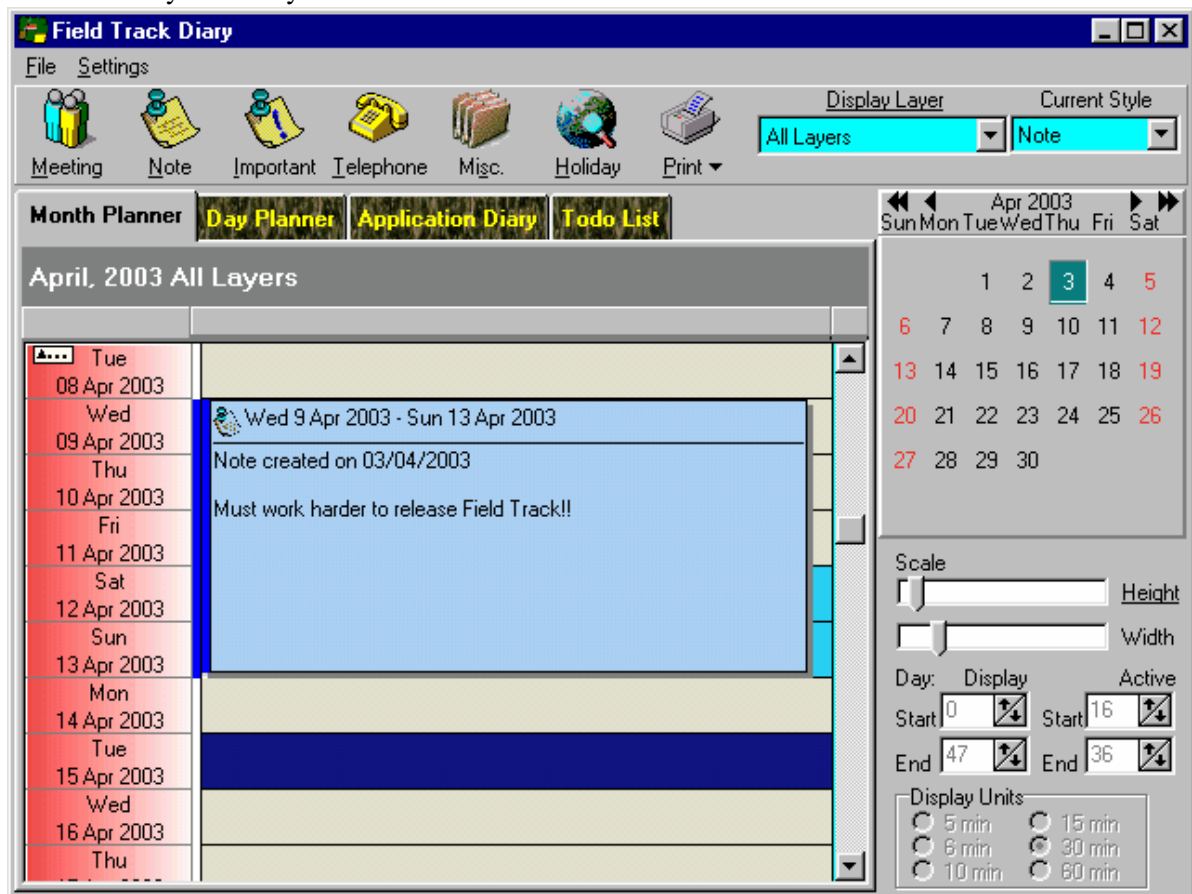 Field Track Diary
File Settings
Display Layer Current Style
All Layers Note
Meeting Note Important Telephone Misc. Holiday Print
Month Planner Day Planner Application Diary Todo List
Apr 2003
Sun Mon Tue Wed Thu Fri Sat
April, 2003 All Layers
1 2 3 4 5
6 7 8 9 10 11 12
13 14 15 16 17 18 19
20 21 22 23 24 25 26
27 28 29 30
Tue
08 Apr 2003
Wed
09 Apr 2003
Thu
10 Apr 2003
Fri
11 Apr 2003
Sat
12 Apr 2003
Sun
13 Apr 2003
Mon
14 Apr 2003
Tue
15 Apr 2003
Wed
16 Apr 2003
Thu
Wed 9 Apr 2003 - Sun 13 Apr 2003
Note created on 03/04/2003
Must work harder to release Field Track!!
Scale
Height
Width
Day: Display Active
Start 0 Start 16
End 47 End 36
Display Units
5 min 15 min
6 min 30 min
10 min 60 min